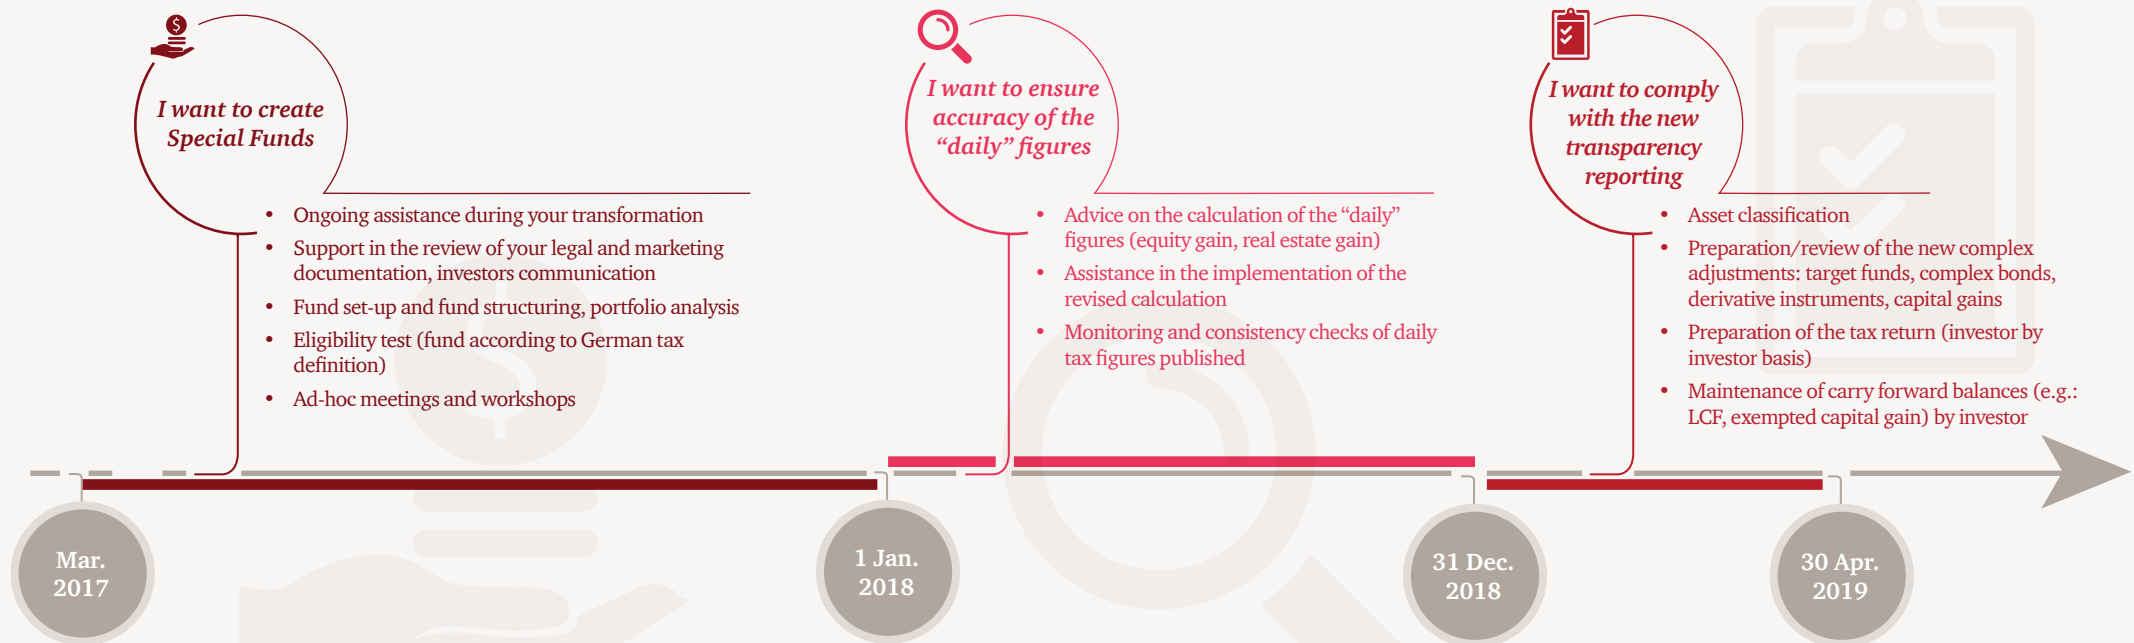 I want to create
Special Funds
• Ongoing assistance during your transformation
• Support in the review of your legal and marketing
documentation, investors communication
• Fund set-up and fund structuring, portfolio analysis
• Eligibility test (fund according to German tax
definition)
• Ad-hoc meetings and workshops
I want to ensure
accuracy of the
“daily” figures
• Advice on the calculation of the “daily”
figures (equity gain, real estate gain)
• Assistance in the implementation of the
revised calculation
• Monitoring and consistency checks of daily
tax figures published
I want to comply
with the new
transparency
reporting
• Asset classification
• Preparation/review of the new complex
adjustments: target funds, complex bonds,
derivative instruments, capital gains
• Preparation of the tax return (investor by
investor basis)
• Maintenance of carry forward balances (e.g.:
LCF, exempted capital gain) by investor
Mar.
2017
1 Jan.
2018
31 Dec.
2018
30 Apr.
2019